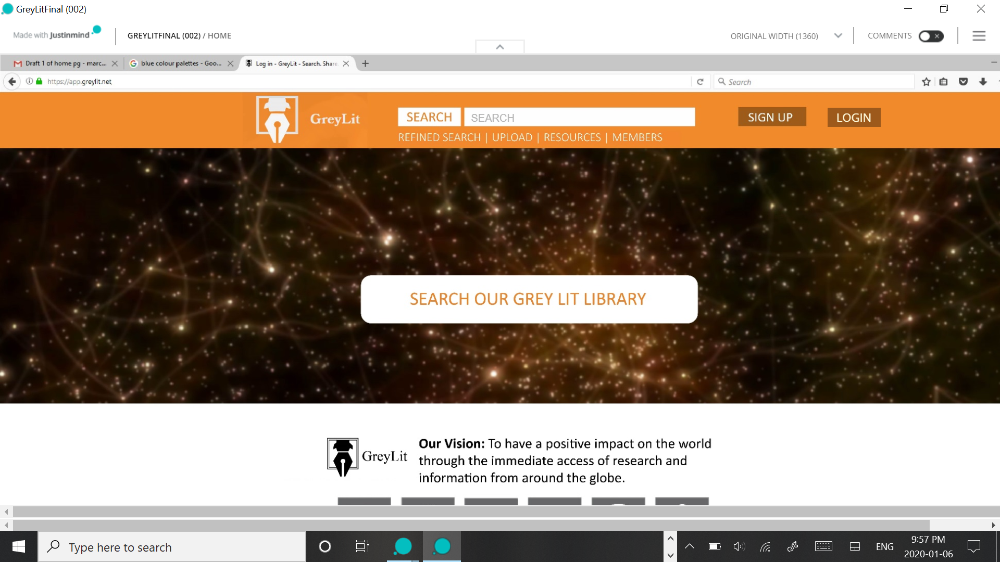 GreyLitFinal (002)
Made with Justinmind
GREYLITFINAL (002) / HOME
ORIGINAL WIDTH (1360)
COMMENTS
Draft 1 of home pg - marc...
blue colour palettes - Goo...
Log in - GreyLit - Search. Share.
https://app.greylit.net
Search
GreyLit
SEARCH
SEARCH
SIGN UP
LOGIN
REFINED SEARCH | UPLOAD | RESOURCES | MEMBERS
SEARCH OUR GREY LIT LIBRARY
GreyLit
Our Vision: To have a positive impact on the world
through the immediate access of research and
information from around the globe.
Type here to search
ENG
9:57 PM
2020-01-06